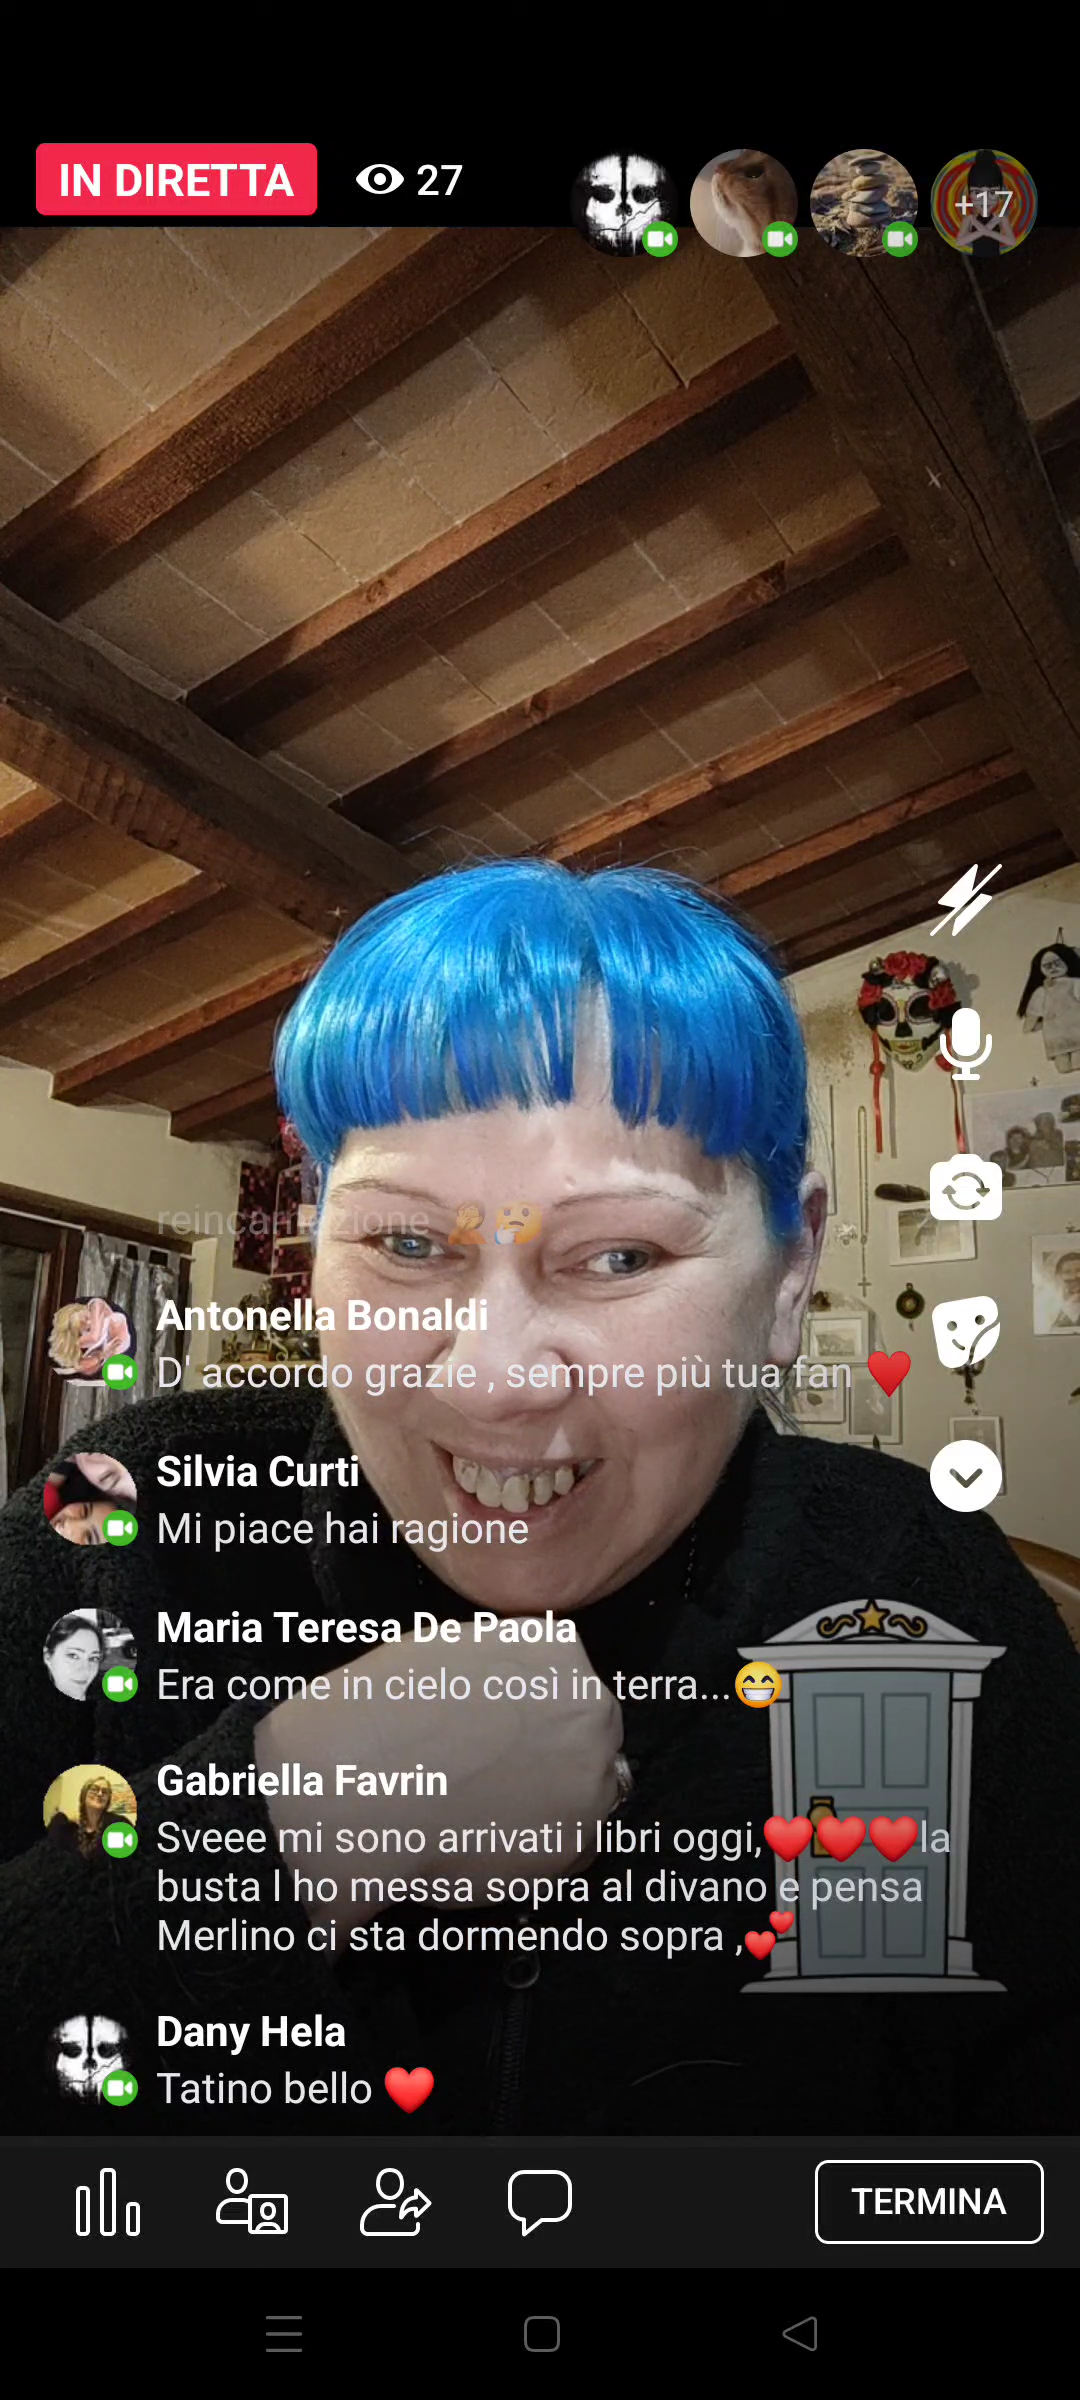 IN DIRETTA
27
+17
reincarnazione 🤦🤔
Antonella Bonaldi
D' accordo grazie , sempre più tua fan ♥️
Silvia Curti
Mi piace hai ragione
Maria Teresa De Paola
Era come in cielo così in terra...😁
Gabriella Favrin
Sveee mi sono arrivati i libri oggi,♥️♥️♥️la
busta l ho messa sopra al divano e pensa
Merlino ci sta dormendo sopra ,💕
Dany Hela
Tatino bello ♥️
TERMINA